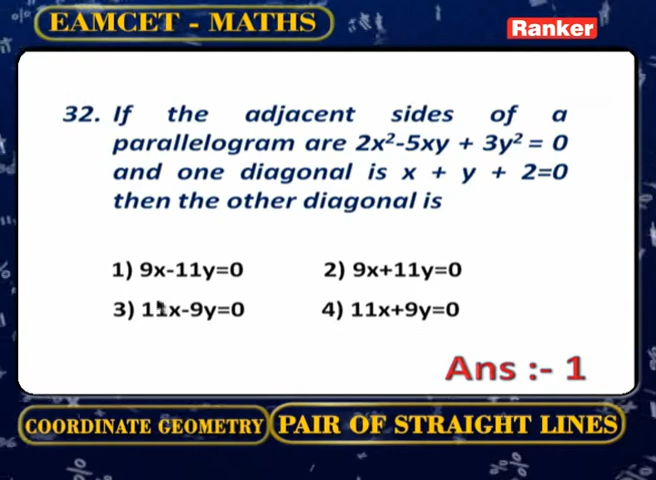 EAMCET - MATHS
Ranker
32. If the adjacent sides of a
parallelogram are 2x²-5xy + 3y² = 0
and one diagonal is x + y + 2=0
then the other diagonal is
1) 9x-11y=0 2) 9x+11y=0
3) 11x-9y=0 4) 11x+9y=0
Ans :- 1
COORDINATE GEOMETRY PAIR OF STRAIGHT LINES